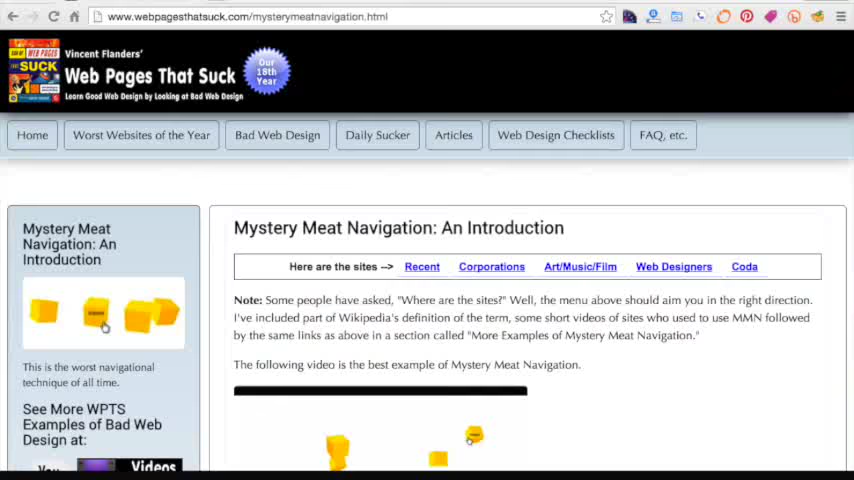 www.webpagesthatsuck.com/mysterymeatnavigation.html
SUCK
Vincent Flanders'
Web Pages That Suck
Learn Good Web Design by Looking at Bad Web Design
Our
18th
Year
Home
Worst Websites of the Year
Bad Web Design
Daily Sucker
Articles
Web Design Checklists
FAQ, etc.
Mystery Meat
Navigation: An
Introduction
This is the worst navigational
technique of all time.
See More WPTS
Examples of Bad Web
Design at:
You
Videos
Mystery Meat Navigation: An Introduction
Here are the sites --> Recent Corporations Art/Music/Film Web Designers Coda
Note: Some people have asked, "Where are the sites?" Well, the menu above should aim you in the right direction.
I've included part of Wikipedia's definition of the term, some short videos of sites who used to use MMN followed
by the same links as above in a section called "More Examples of Mystery Meat Navigation."
The following video is the best example of Mystery Meat Navigation.